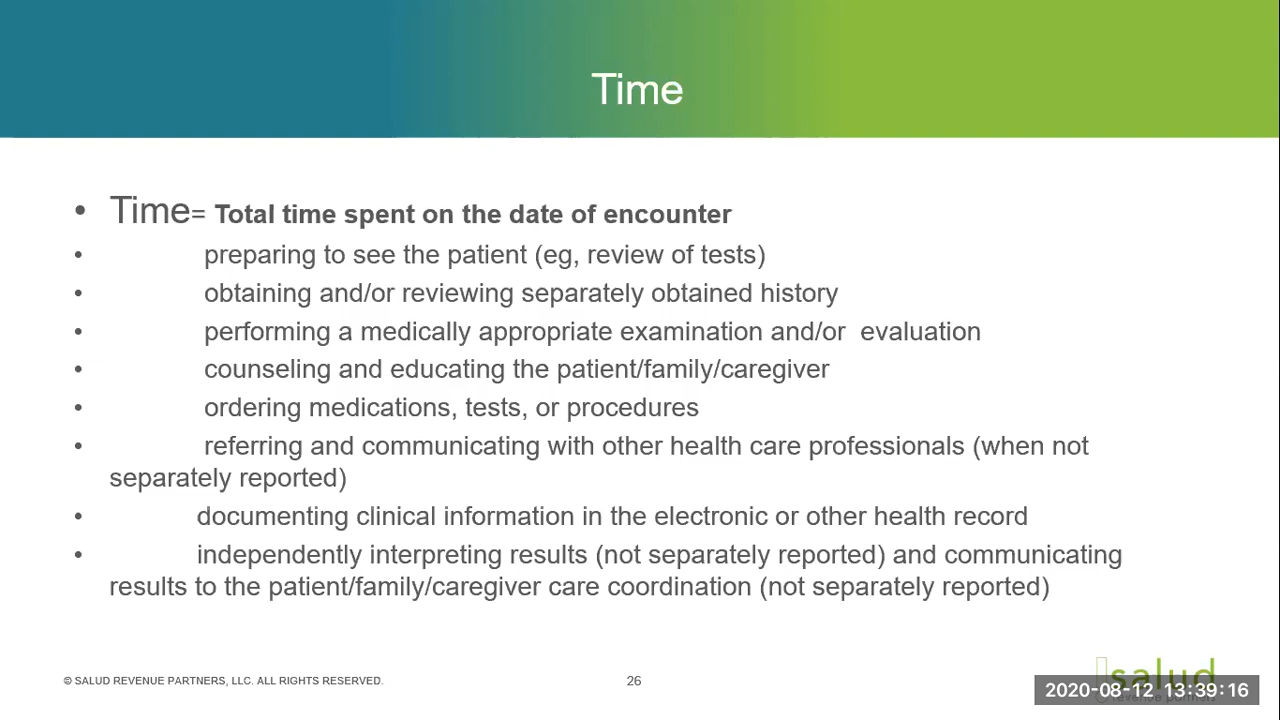 Time
• Time= Total time spent on the date of encounter
• preparing to see the patient (eg, review of tests)
• obtaining and/or reviewing separately obtained history
• performing a medically appropriate examination and/or  evaluation
• counseling and educating the patient/family/caregiver
• ordering medications, tests, or procedures
• referring and communicating with other health care professionals (when not
separately reported)
• documenting clinical information in the electronic or other health record
• independently interpreting results (not separately reported) and communicating
results to the patient/family/caregiver care coordination (not separately reported)
© SALUD REVENUE PARTNERS, LLC. ALL RIGHTS RESERVED.
26
salud
2020-08-12 13:39:16